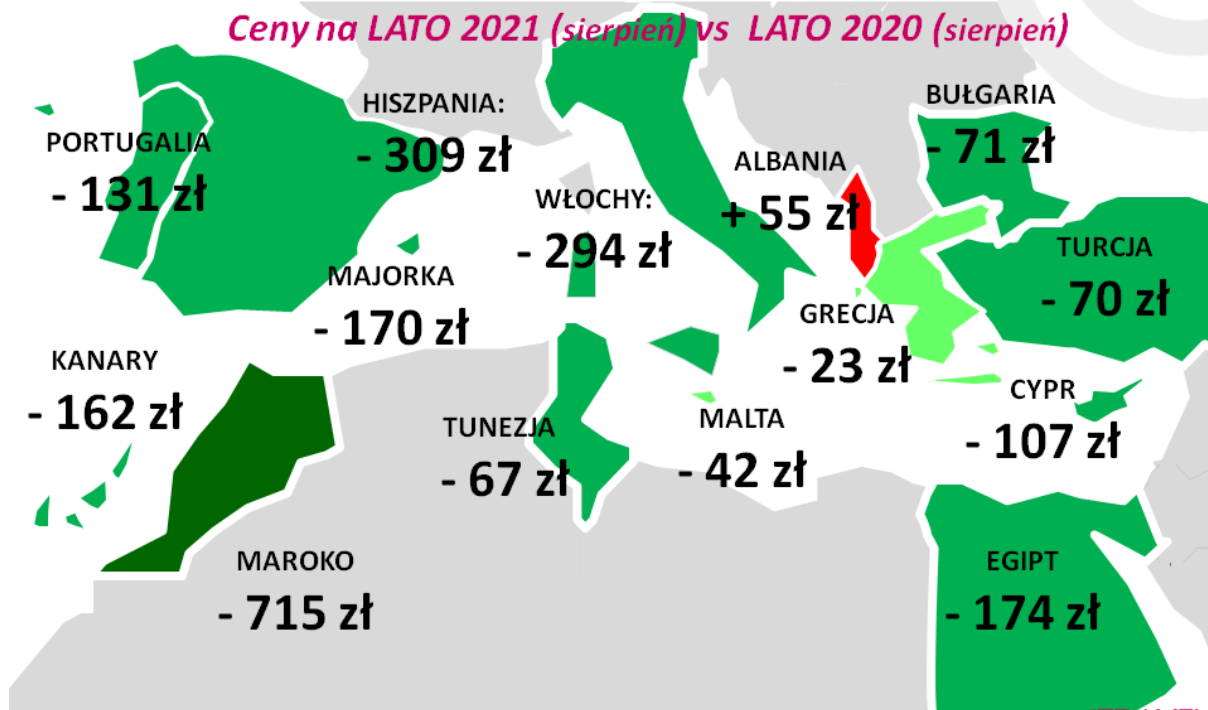 Ceny na LATO 2021 (sierpień) vs LATO 2020 (sierpień)
PORTUGALIA
- 131 zł
HISZPANIA:
- 309 zł
WŁOCHY:
- 294 zł
ALBANIA
+ 55 zł
BUŁGARIA
- 71 zł
TURCJA
- 70 zł
MAJORKA
- 170 zł
GRECJA
- 23 zł
KANARY
- 162 zł
TUNEZJA
- 67 zł
MALTA
- 42 zł
CYPR
- 107 zł
MAROKO
- 715 zł
EGIPT
- 174 zł